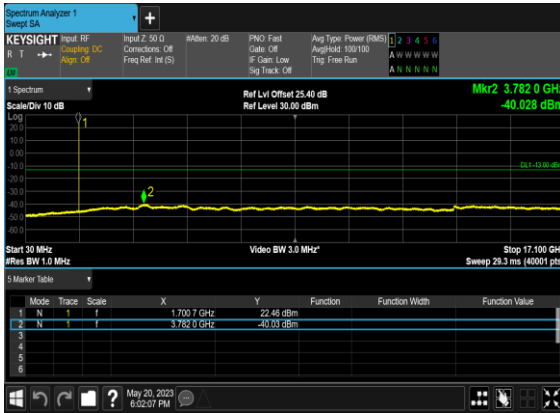 Spectrum Analyzer 1
Swept SA
KEYSIGHT
R T
Input: RF
Coupling: DC
Align: Off
Input Z: 50 Ω
Corrections: Off
Freq Ref: Int (S)
#Atten: 20 dB
PNO: Fast
Gate: Off
IF Gain: Low
Sig Track: Off
Avg Type: Power (RMS)
Avg|Hold: 100/100
Trig: Free Run
1 2 3 4 5 6
A W W W W W
A N N N N N
1 Spectrum
Scale/Div 10 dB
Ref Lvl Offset 25.40 dB
Ref Level 30.00 dBm
Mkr2 3.782 0 GHz
-40.028 dBm
Log
20.0
10.0
0.00
-10.0
-20.0
-30.0
-40.0
-50.0
-60.0
1
2
DL1 -13.00 dBm
Start 30 MHz
#Res BW 1.0 MHz
Video BW 3.0 MHz*
Stop 17.100 GHz
Sweep 29.3 ms (40001 pts)
5 Marker Table
Mode Trace Scale X Y Function Function Width Function Value
1 N 1 f 1.700 7 GHz 22.46 dBm
2 N 1 f 3.782 0 GHz -40.03 dBm
3
4
5
6
?
May 20, 2023
6:02:07 PM